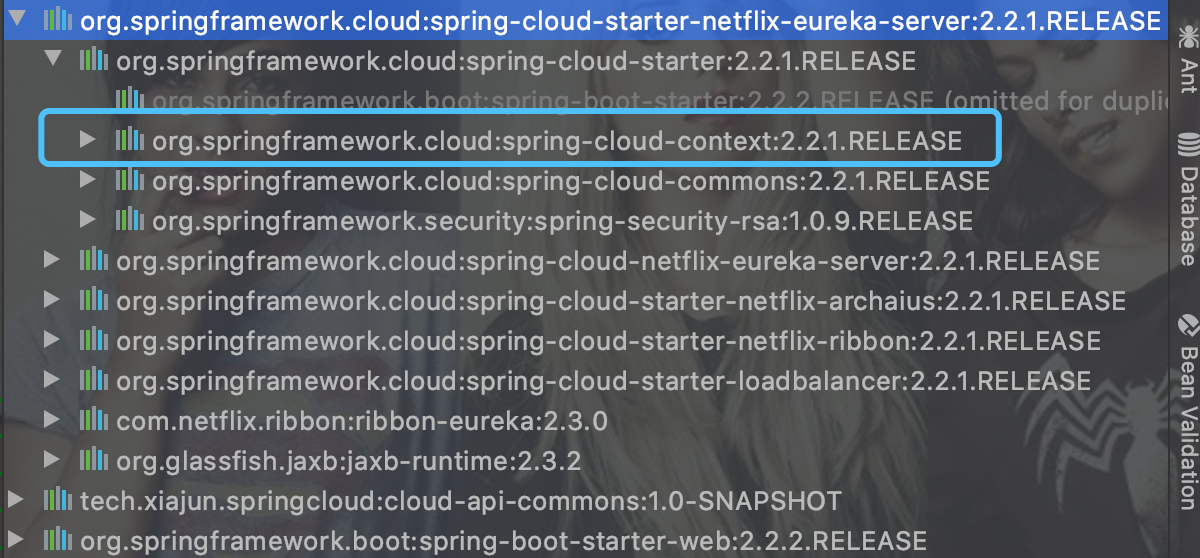 org.springframework.cloud:spring-cloud-starter-netflix-eureka-server:2.2.1.RELEASE
org.springframework.cloud:spring-cloud-starter:2.2.1.RELEASE
org.springframework.boot:spring-boot-starter:2.2.2.RELEASE (omitted for duplic
org.springframework.cloud:spring-cloud-context:2.2.1.RELEASE
org.springframework.cloud:spring-cloud-commons:2.2.1.RELEASE
org.springframework.security:spring-security-rsa:1.0.9.RELEASE
org.springframework.cloud:spring-cloud-netflix-eureka-server:2.2.1.RELEASE
org.springframework.cloud:spring-cloud-starter-netflix-archaius:2.2.1.RELEASE
org.springframework.cloud:spring-cloud-starter-netflix-ribbon:2.2.1.RELEASE
org.springframework.cloud:spring-cloud-starter-loadbalancer:2.2.1.RELEASE
com.netflix.ribbon:ribbon-eureka:2.3.0
org.glassfish.jaxb:jaxb-runtime:2.3.2
tech.xiajun.springcloud:cloud-api-commons:1.0-SNAPSHOT
org.springframework.boot:spring-boot-starter-web:2.2.2.RELEASE
Ant
Database
Bean Validation